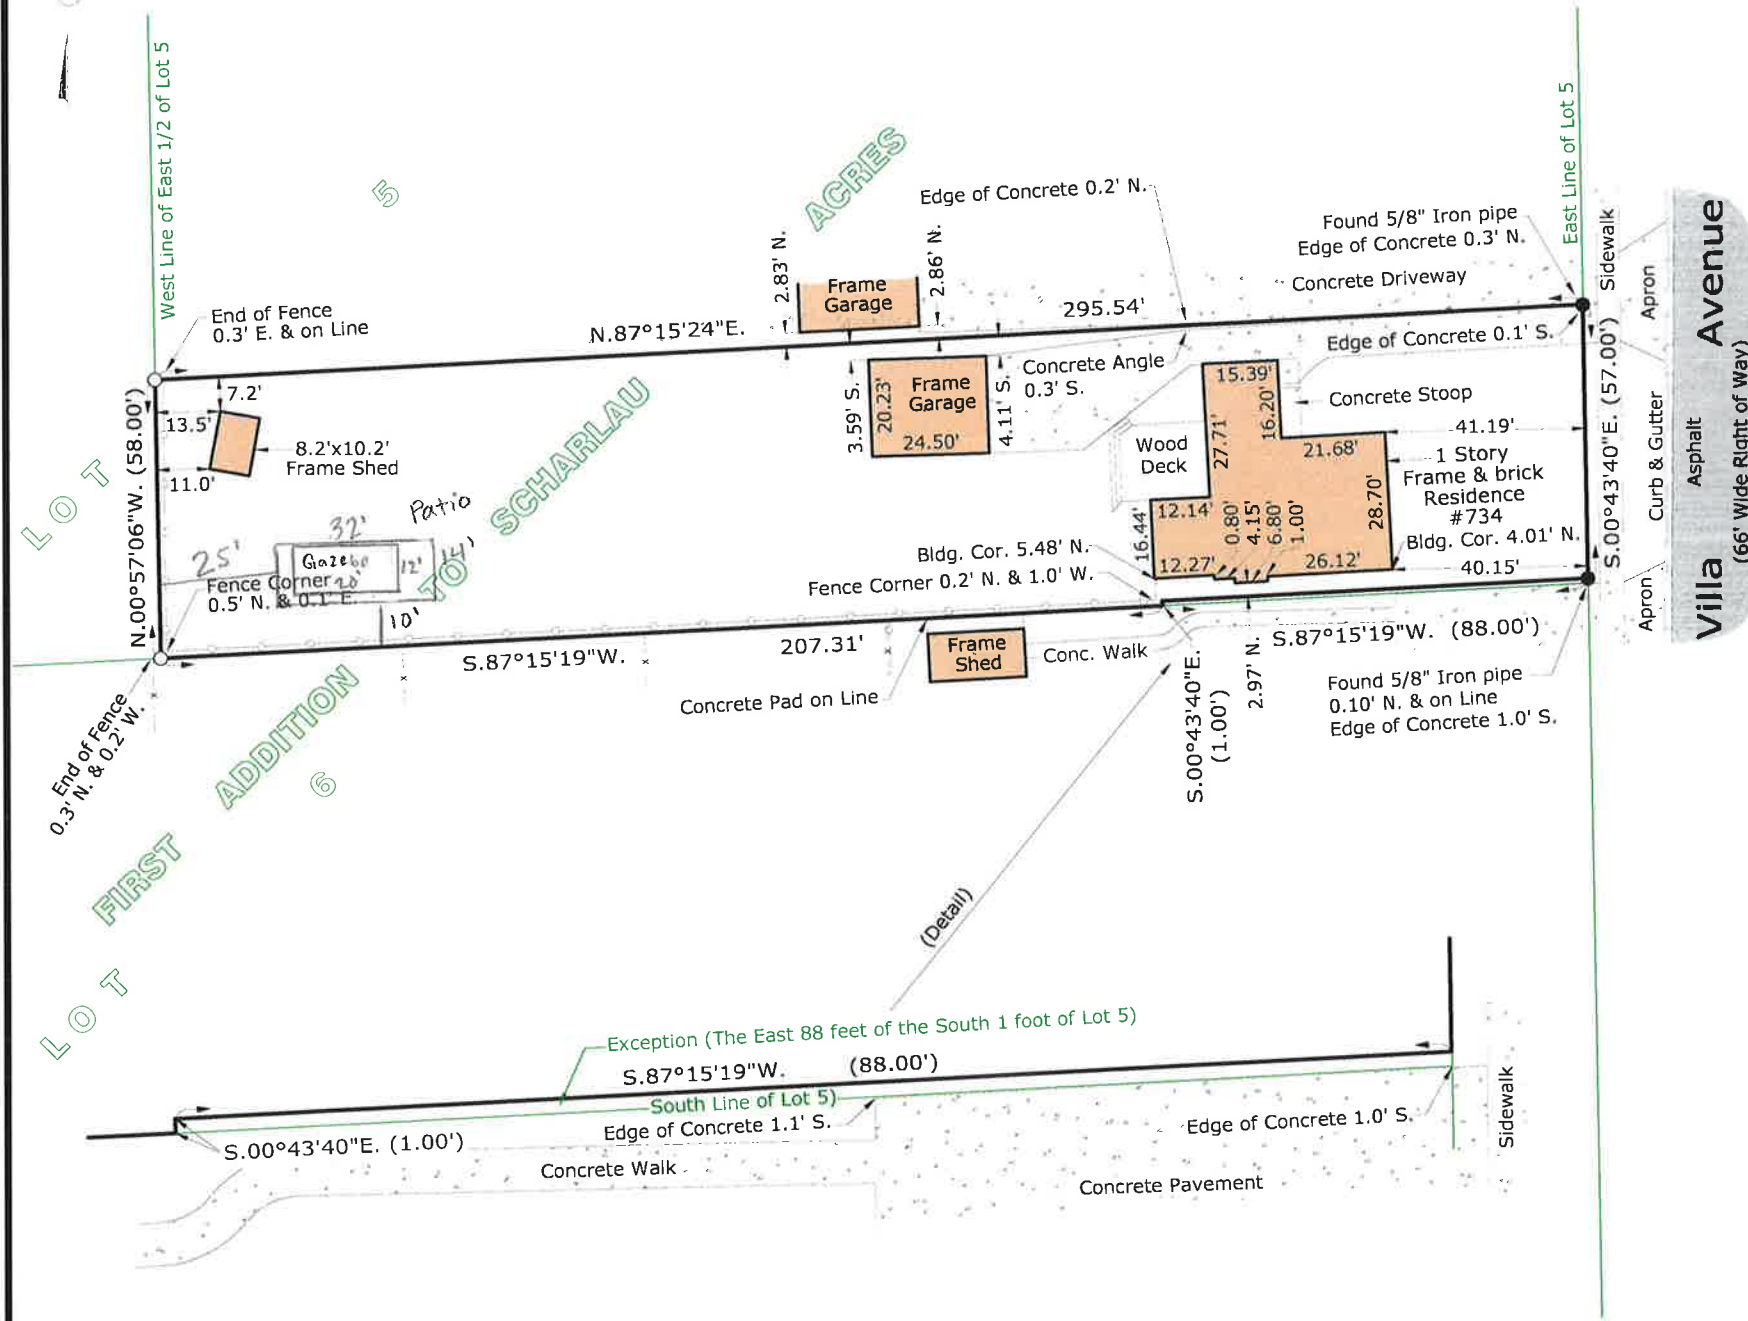 West Line of East 1/2 of Lot 5
East Line of Lot 5
5
ACRES
Edge of Concrete 0.2' N.
Found 5/8" Iron pipe
Edge of Concrete 0.3' N.
Sidewalk
Apron
Villa Avenue
(66' Wide Right of Way)
Asphalt
Curb & Gutter
Apron
2.83' N.
Frame
Garage
2.86' N.
Concrete Driveway
End of Fence
0.3' E. & on Line
N.87°15'24"E.
295.54'
Edge of Concrete 0.1' S.
S.00°43'40"E. (57.00')
N.00°57'06"W. (58.00')
7.2'
13.5'
8.2'x10.2'
Frame Shed
11.0'
3.59' S.
20.23'
Frame
Garage
24.50'
4.11' S.
Concrete Angle
0.3' S.
15.39'
16.20'
27.71'
Concrete Stoop
41.19'
21.68'
Wood
Deck
1 Story
Frame & brick
Residence
#734
28.70'
12.14'
16.44'
0.80'
4.15'
6.80'
1.00'
12.27'
26.12'
Bldg. Cor. 4.01' N.
40.15'
Bldg. Cor. 5.48' N.
Fence Corner 0.2' N. & 1.0' W.
LOT
SCHARLAU
Patio
32'
25'
Gazebo
12'
14'
20'
Fence Corner
0.5' N. & 0.1' E.
10'
TO
S.87°15'19"W.
207.31'
Frame
Shed
Conc. Walk
S.87°15'19"W. (88.00')
2.97' N.
S.00°43'40"E.
(1.00')
Concrete Pad on Line
Found 5/8" Iron pipe
0.10' N. & on Line
Edge of Concrete 1.0' S.
End of Fence
0.3' N. & 0.2' W.
ADDITION
6
FIRST
LOT
(Detail)
Exception (The East 88 feet of the South 1 foot of Lot 5)
S.87°15'19"W. (88.00')
South Line of Lot 5)
S.00°43'40"E. (1.00')
Edge of Concrete 1.1' S.
Edge of Concrete 1.0' S.
Sidewalk
Concrete Walk
Concrete Pavement